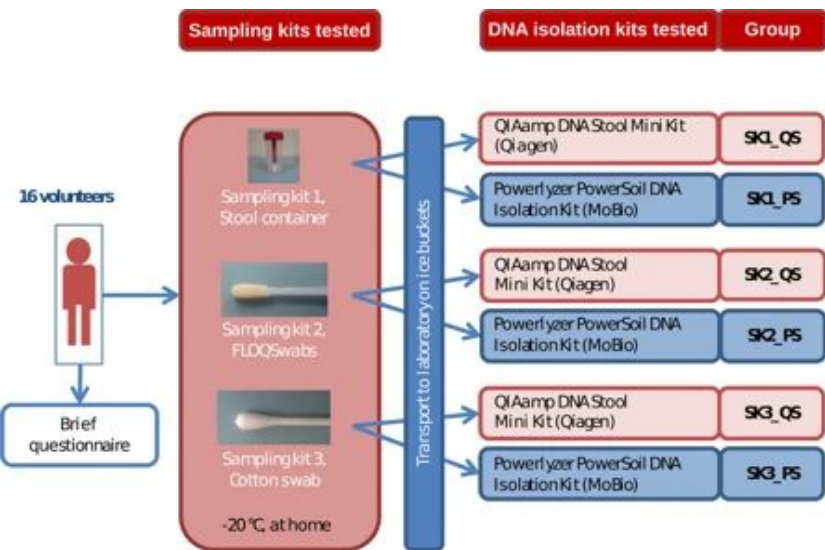 Sampling kits tested
DNA isolation kits tested
Group
16 volunteers
Brief
questionnaire
Sampling kit 1,
Stool container
Sampling kit 2,
FLOQSwabs
Sampling kit 3,
Cotton swab
-20 °C, at home
Transport to laboratory on ice buckets
QIAamp DNA Stool Mini Kit
(Qiagen)
SK1_QS
Powerlyzer PowerSoil DNA
Isolation Kit (MoBio)
SK1_PS
QIAamp DNA Stool
Mini Kit (Qiagen)
SK2_QS
Powerlyzer PowerSoil DNA
Isolation Kit (MoBio)
SK2_PS
QIAamp DNA Stool
Mini Kit (Qiagen)
SK3_QS
Powerlyzer PowerSoil DNA
Isolation Kit (MoBio)
SK3_PS